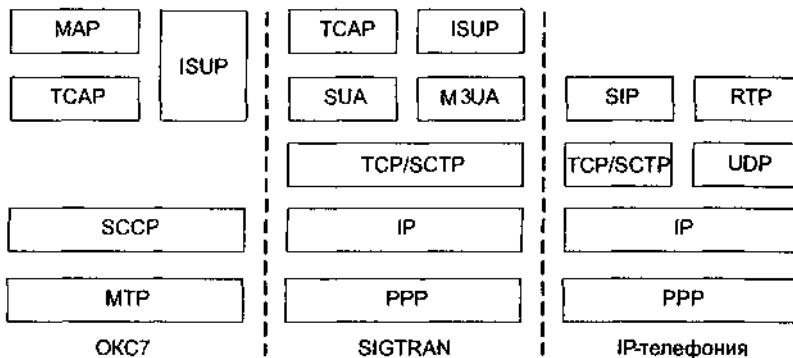 MAP
ISUP
TCAP
SCCP
MTP
ОКС7
TCAP
ISUP
SUA
M3UA
TCP/SCTP
IP
PPP
SIGTRAN
SIP
RTP
TCP/SCTP
UDP
IP
PPP
IP-телефония